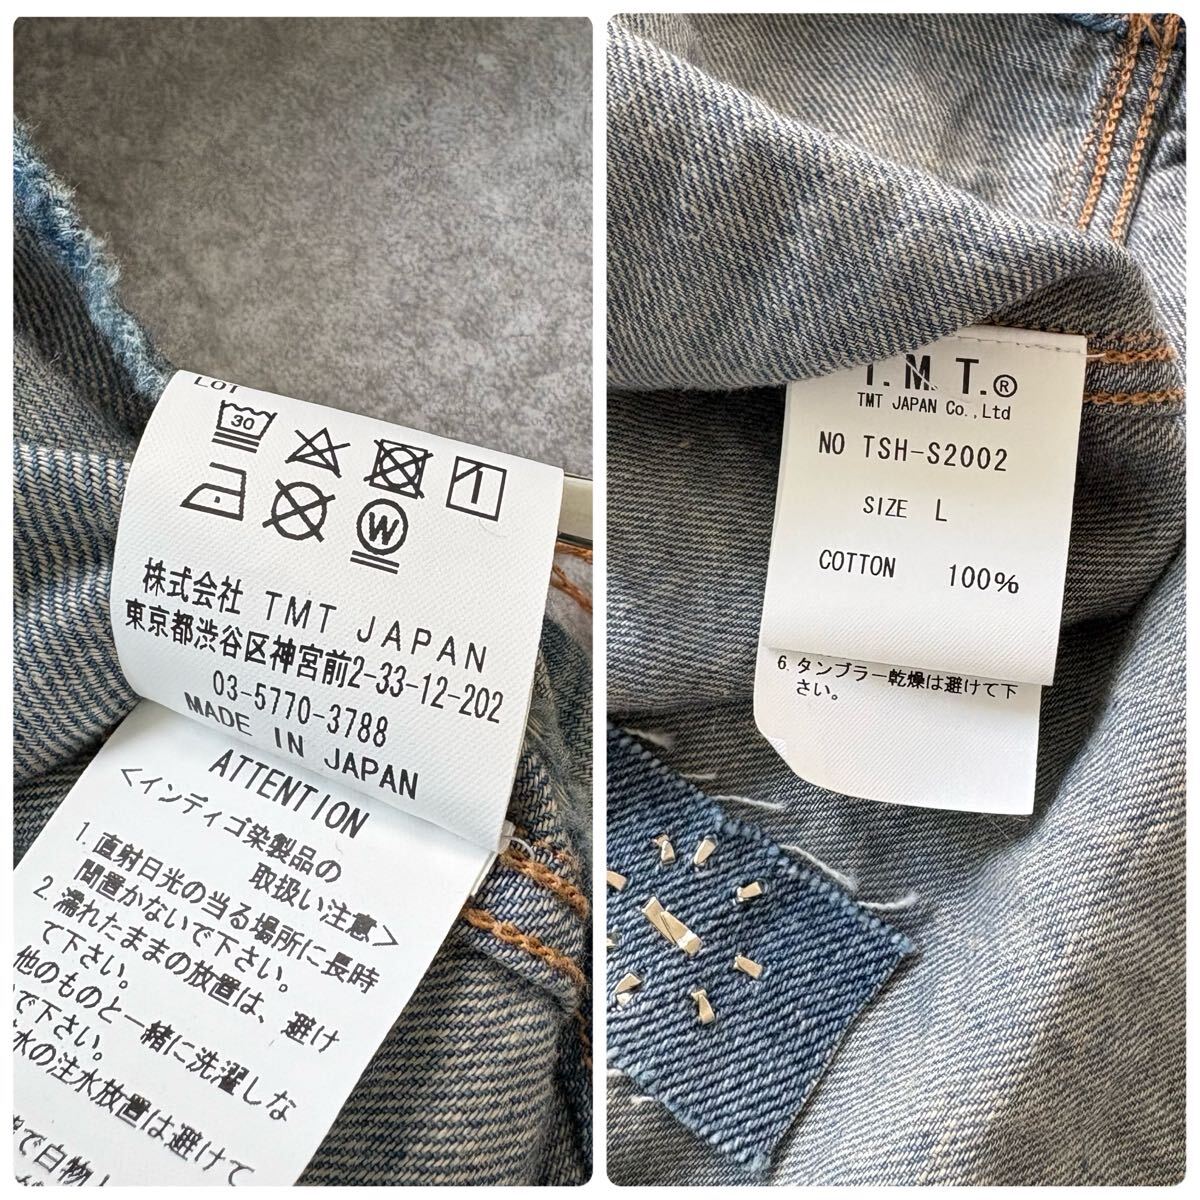 LOT
30
W
株式会社 TMT JAPAN
東京都渋谷区神宮前2-33-12-202
03-5770-3788
MADE IN JAPAN
ATTENTION
<インディゴ染製品の
取扱い注意>
1. 直射日光の当る場所に長時
間置かないで下さい。
2. 濡れたままの放置は、避け
て下さい。
他のものと一緒に洗濯しな
で下さい。
水の注水放置は避けて
で白物
T.M.T.®
TMT JAPAN Co.,Ltd
NO TSH-S2002
SIZE L
COTTON 100%
6. タンブラー乾燥は避けて下
さい。